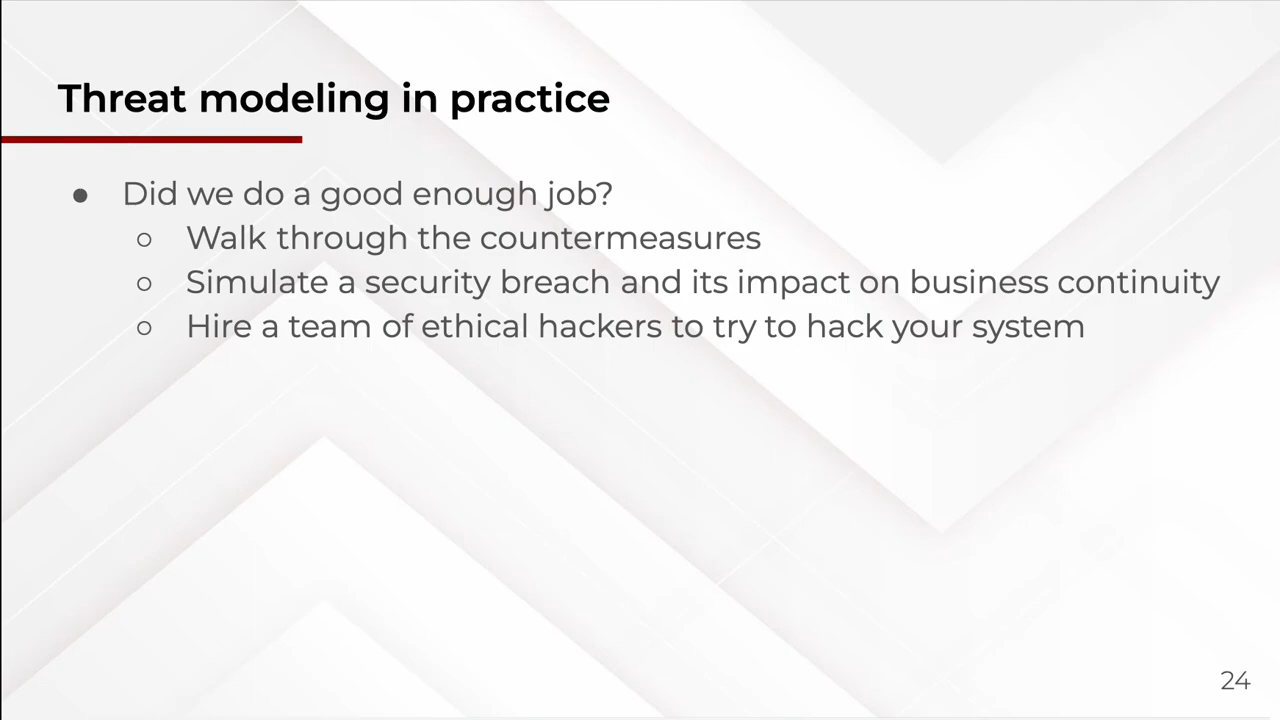 Threat modeling in practice
● Did we do a good enough job?
○ Walk through the countermeasures
○ Simulate a security breach and its impact on business continuity
○ Hire a team of ethical hackers to try to hack your system
24